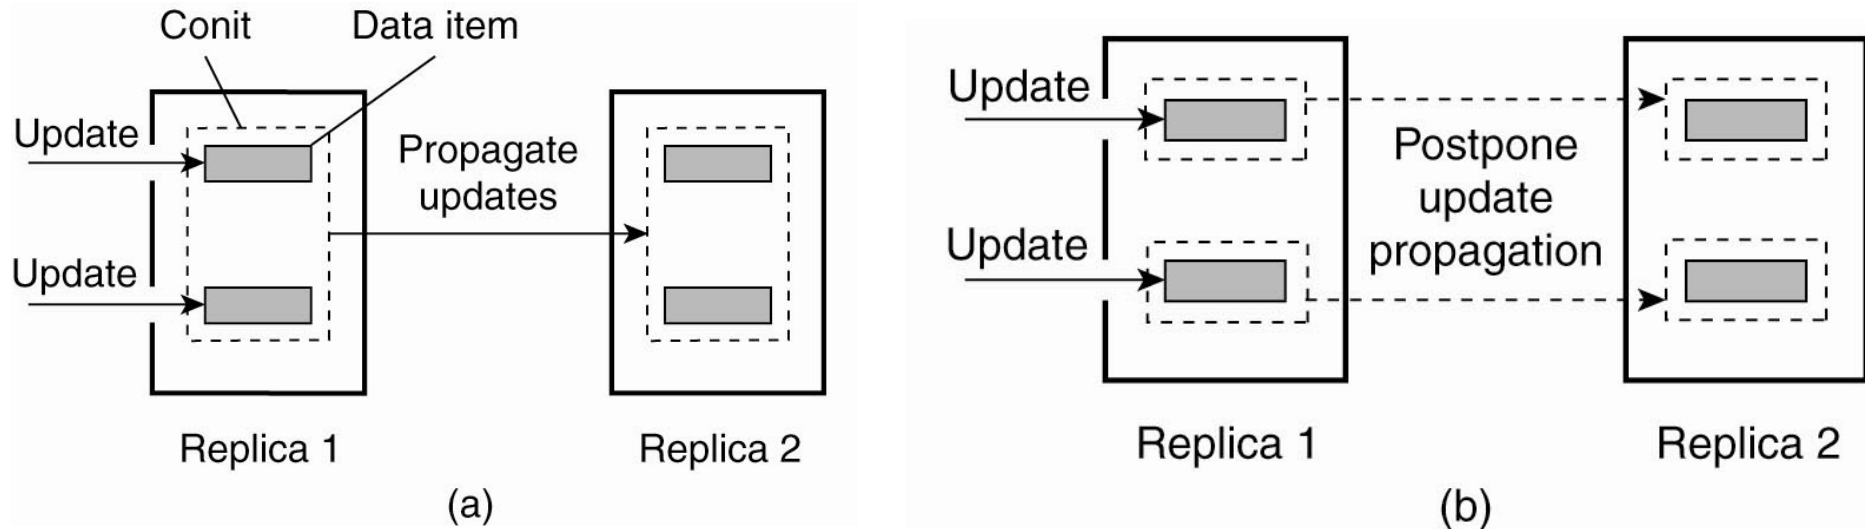 Conit
Data item
Update
Propagate
updates
Update
Replica 1
Replica 2
(a)
Update
Postpone
update
propagation
Update
Replica 1
Replica 2
(b)